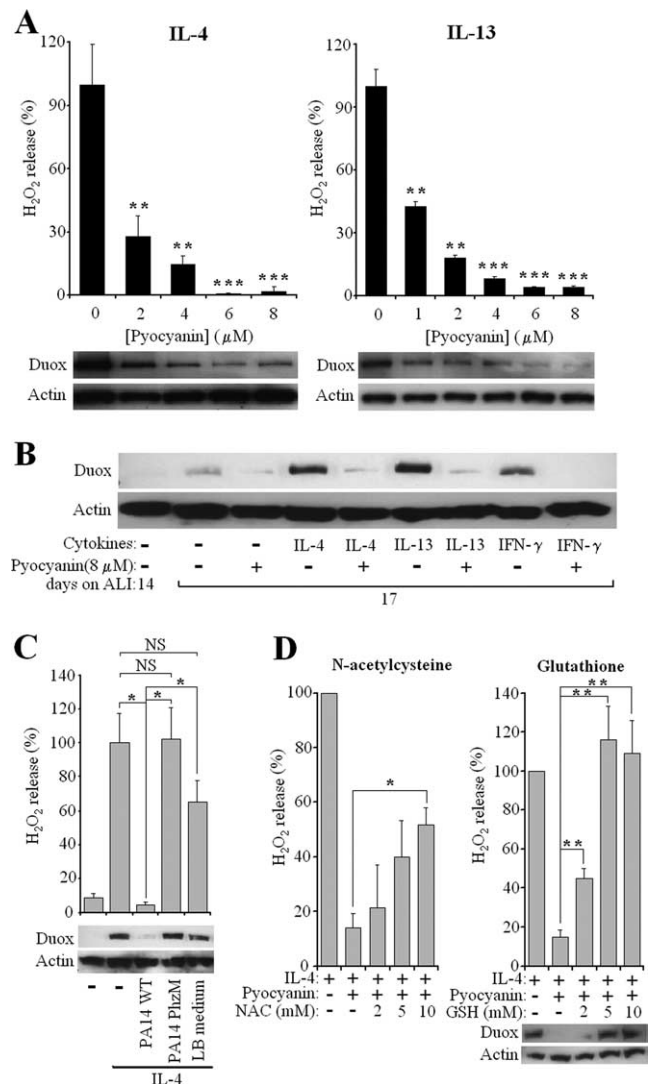 A
IL-4
IL-13
H₂O₂ release (%)
120
90
60
30
0
** ** *** ***
0 2 4 6 8
[Pyocyanin] (μM)
H₂O₂ release (%)
120
90
60
30
0
** ** *** *** ***
0 1 2 4 6 8
[Pyocyanin] (μM)
Duox
Actin
Duox
Actin
B
Duox
Actin
Cytokines: - - - IL-4 IL-4 IL-13 IL-13 IFN-γ IFN-γ
Pyocyanin(8 μM) - - + - + - + - +
days on ALI: 14
17
C
NS
NS
* * *
H₂O₂ release (%)
140
120
100
80
60
40
20
0
Duox
Actin
- - PA14 WT PA14 PhzM LB medium
IL-4
D
N-acetylcysteine
H₂O₂ release (%)
100
80
60
40
20
0
*
IL-4: + + + + +
Pyocyanin: - + + + +
NAC (mM): - - 2 5 10
Glutathione
H₂O₂ release (%)
140
120
100
80
60
40
20
0
**
**
**
IL-4: + + + + +
Pyocyanin: - + + + +
GSH (mM): - - 2 5 10
Duox
Actin